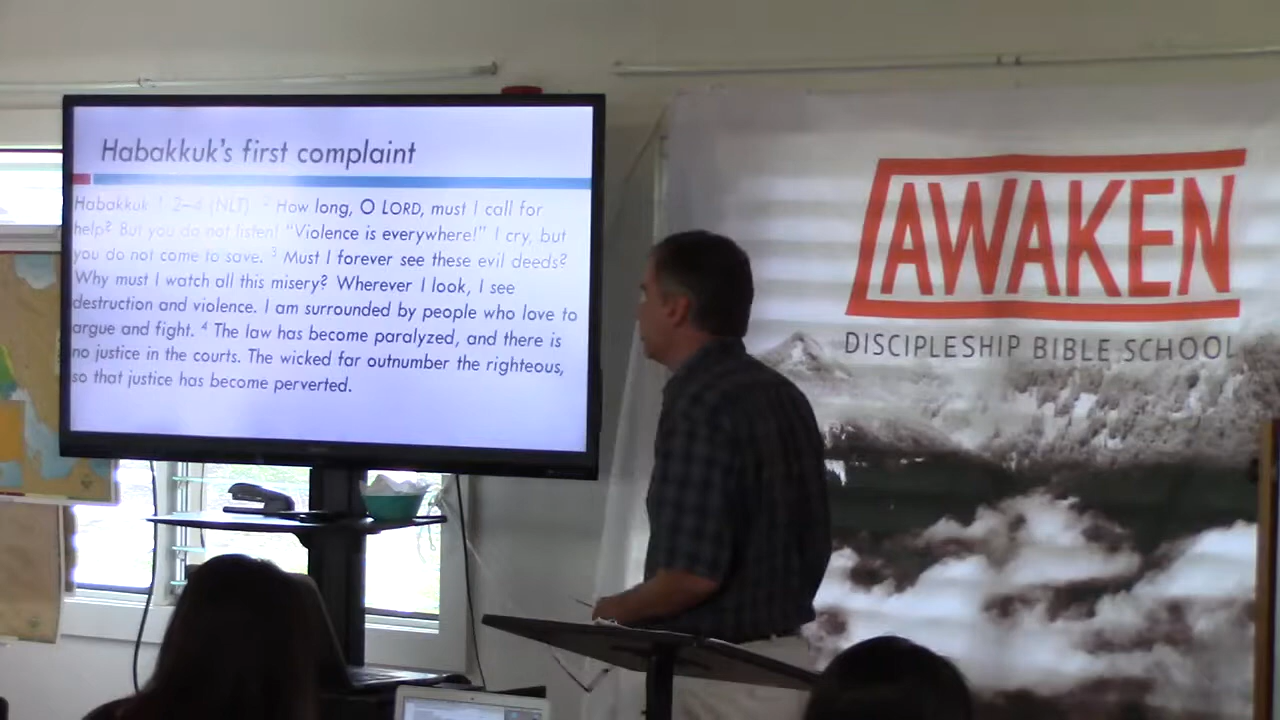 Habakkuk's first complaint
Habakkuk 1:2–4 (NLT) ² How long, O LORD, must I call for
help? But you do not listen! “Violence is everywhere!” I cry, but
you do not come to save. ³ Must I forever see these evil deeds?
Why must I watch all this misery? Wherever I look, I see
destruction and violence. I am surrounded by people who love to
argue and fight. ⁴ The law has become paralyzed, and there is
no justice in the courts. The wicked far outnumber the righteous,
so that justice has become perverted.
AWAKEN
DISCIPLESHIP BIBLE SCHOOL